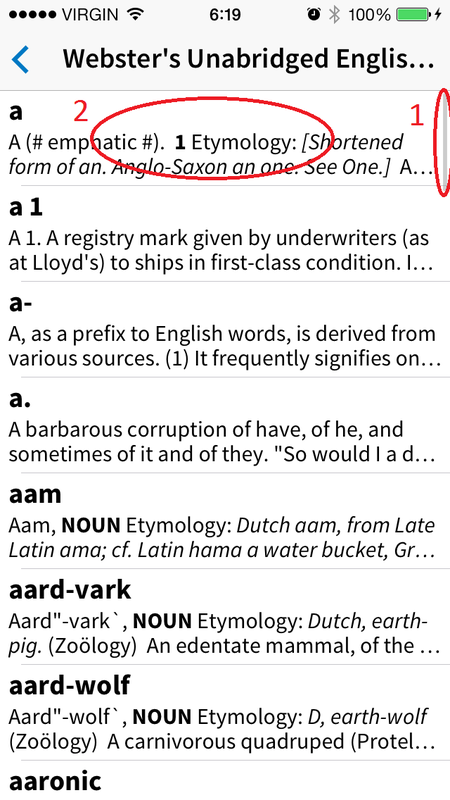 VIRGIN 6:19 100%
Webster's Unabridged Englis...
2
1
a
A (# emphatic #). 1 Etymology: [Shortened
form of an. Anglo-Saxon an one. See One.] A...
a 1
A 1. A registry mark given by underwriters (as
at Lloyd's) to ships in first-class condition. I...
a-
A, as a prefix to English words, is derived from
various sources. (1) It frequently signifies on...
a.
A barbarous corruption of have, of he, and
sometimes of it and of they. "So would I a d...
aam
Aam, NOUN Etymology: Dutch aam, from Late
Latin ama; cf. Latin hama a water bucket, Gr...
aard-vark
Aard"-vark`, NOUN Etymology: Dutch, earth-
pig. (Zoölogy) An edentate mammal, of the ...
aard-wolf
Aard"-wolf`, NOUN Etymology: D, earth-wolf
(Zoölogy) A carnivorous quadruped (Protel...
aaronic